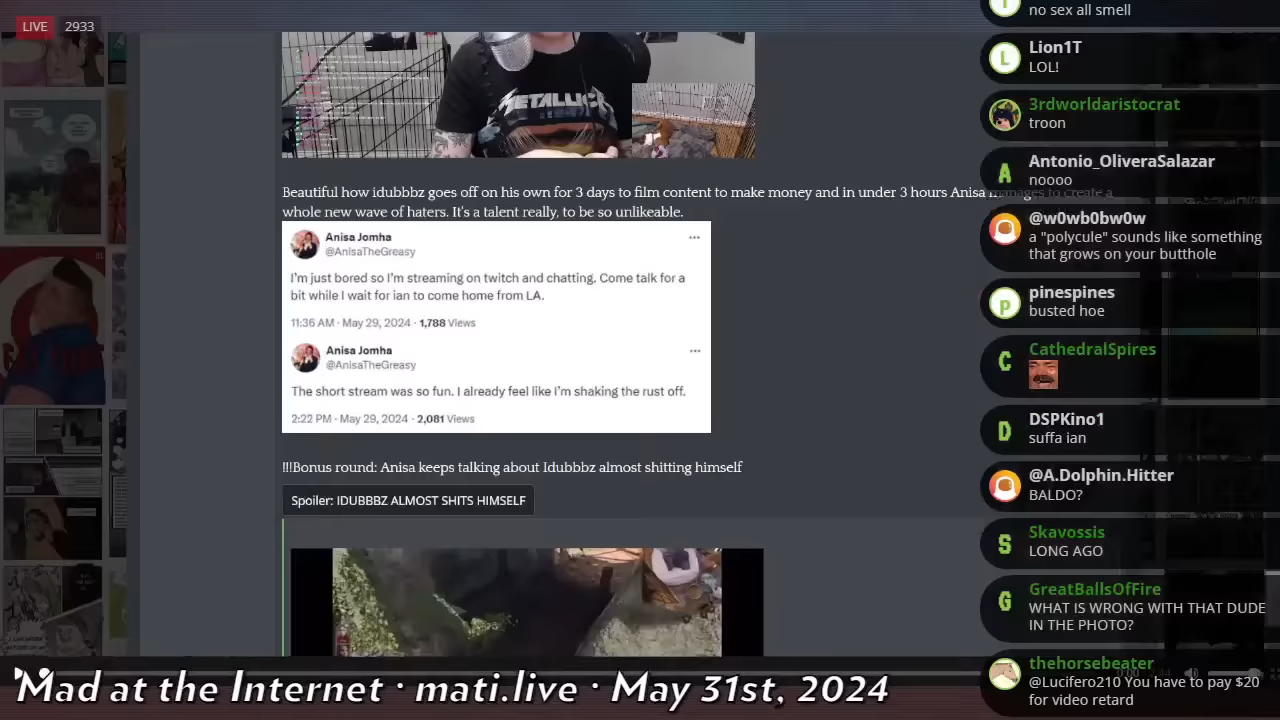 LIVE 2933
METALLICA
Beautiful how idubbbz goes off on his own for 3 days to film content to make money and in under 3 hours Anisa manages to create a
whole new wave of haters. It's a talent really, to be so unlikeable.
Anisa Jomha
@AnisaTheGreasy
I'm just bored so I'm streaming on twitch and chatting. Come talk for a
bit while I wait for ian to come home from LA.
11:36 AM · May 29, 2024 · 1,788 Views
Anisa Jomha
@AnisaTheGreasy
The short stream was so fun. I already feel like I'm shaking the rust off.
2:22 PM · May 29, 2024 · 2,081 Views
!!!Bonus round: Anisa keeps talking about Idubbbz almost shitting himself
Spoiler: IDUBBBZ ALMOST SHITS HIMSELF
no sex all smell
Lion1T
LOL!
3rdworldaristocrat
troon
Antonio_OliveraSalazar
noooo
@w0wb0bw0w
a "polycule" sounds like something
that grows on your butthole
pinespines
busted hoe
CathedralSpires
DSPKino1
suffa ian
@A.Dolphin.Hitter
BALDO?
Skavossis
LONG AGO
GreatBallsOfFire
WHAT IS WRONG WITH THAT DUDE
IN THE PHOTO?
thehorsebeater
@Lucifero210 You have to pay $20
for video retard
Mad at the Internet · mati.live · May 31st, 2024